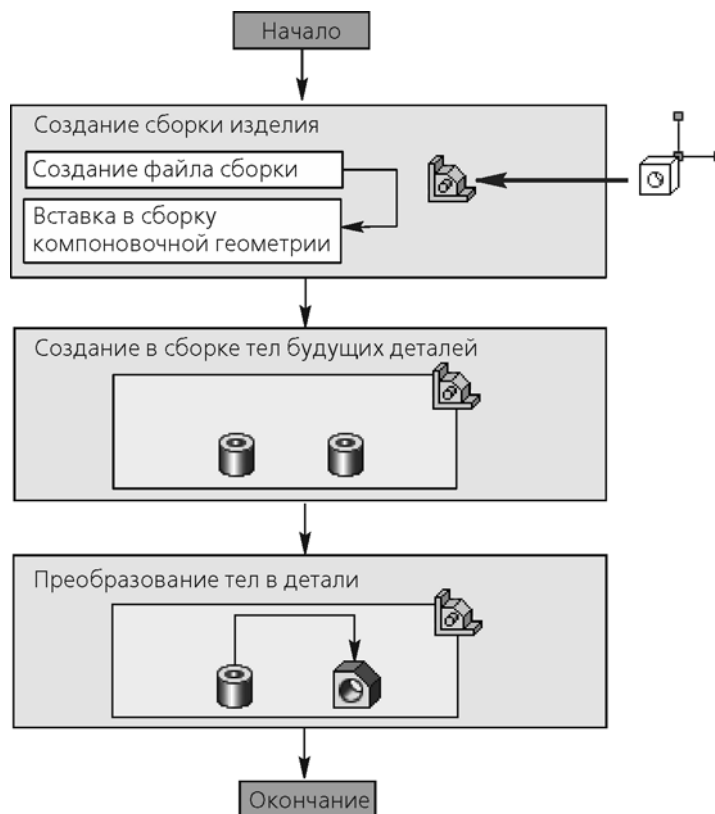 Начало
Создание сборки изделия
Создание файла сборки
Вставка в сборку
компоновочной геометрии
Создание в сборке тел будущих деталей
Преобразование тел в детали
Окончание